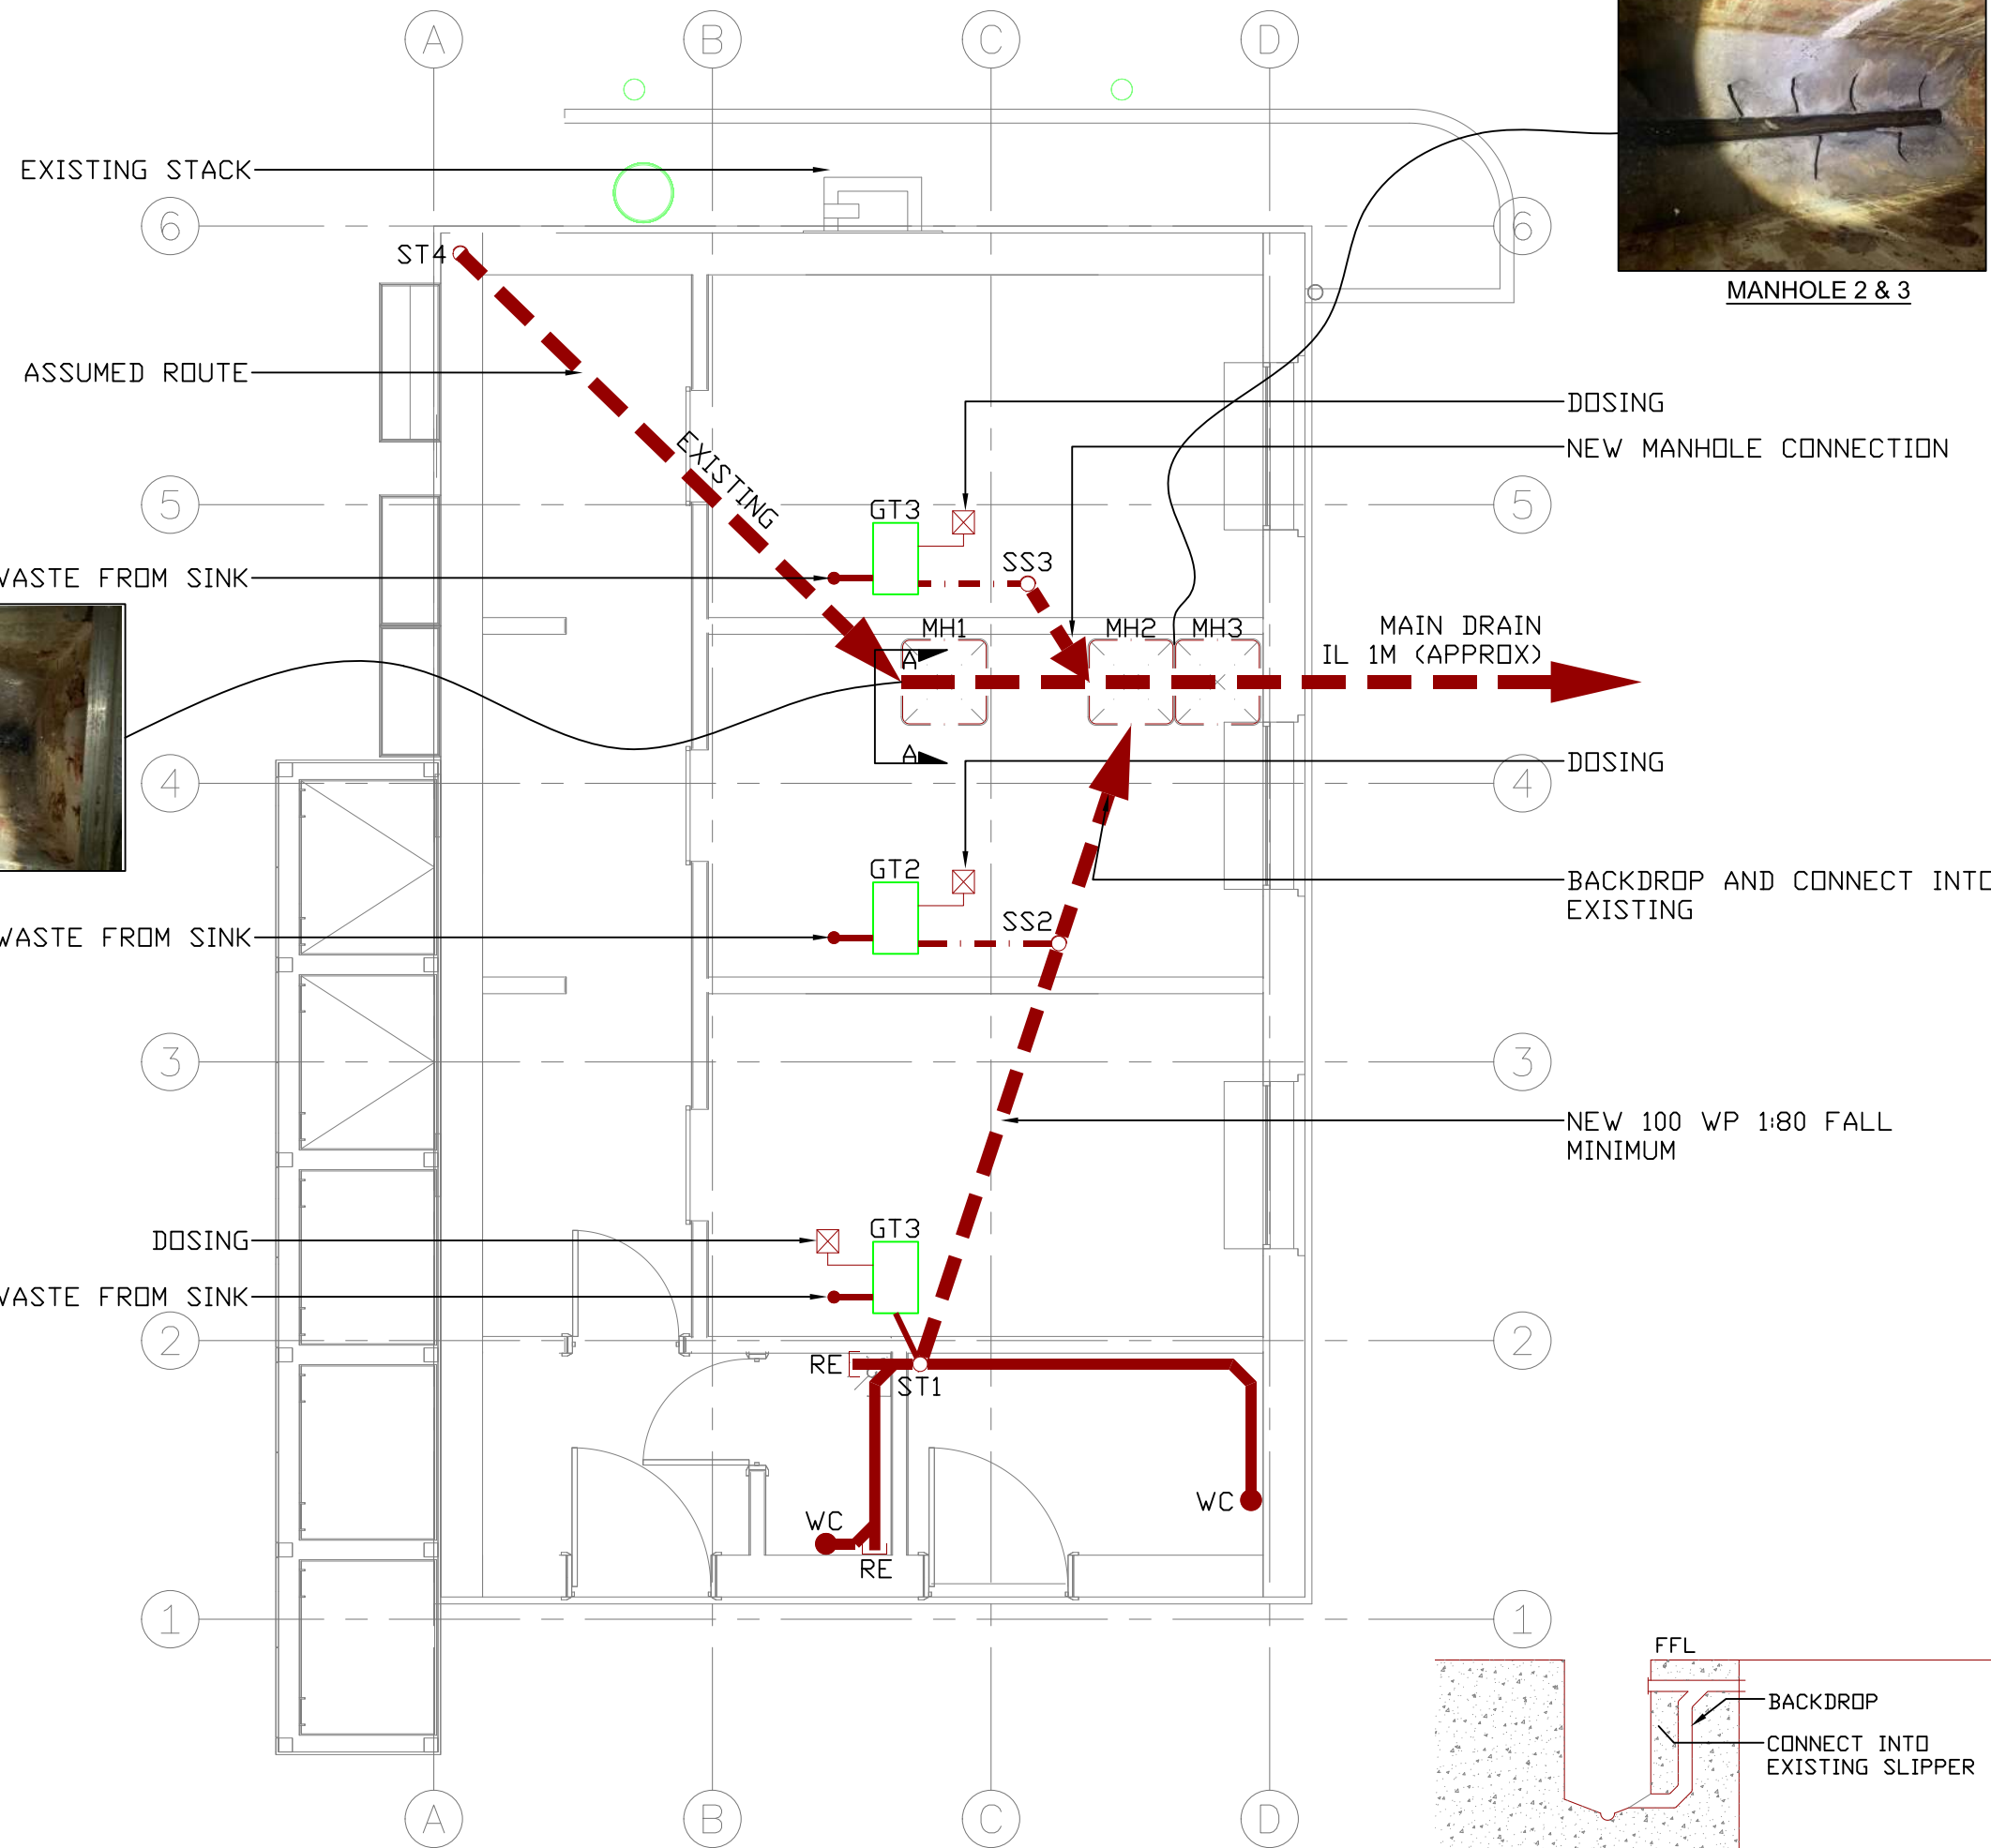 A
B
C
D
EXISTING STACK
6
6
MANHOLE 2 & 3
ST4
ASSUMED ROUTE
DOSING
EXISTING
NEW MANHOLE CONNECTION
5
5
GT3
SS3
WASTE FROM SINK
MH1
MH2
MH3
MAIN DRAIN
IL 1M (APPROX)
A
A
DOSING
4
4
GT2
BACKDROP AND CONNECT INTO
EXISTING
SS2
WASTE FROM SINK
3
3
NEW 100 WP 1:80 FALL
MINIMUM
GT3
DOSING
WASTE FROM SINK
2
2
RE
ST1
WC
WC
RE
1
1
FFL
BACKDROP
CONNECT INTO
EXISTING SLIPPER
A
B
C
D